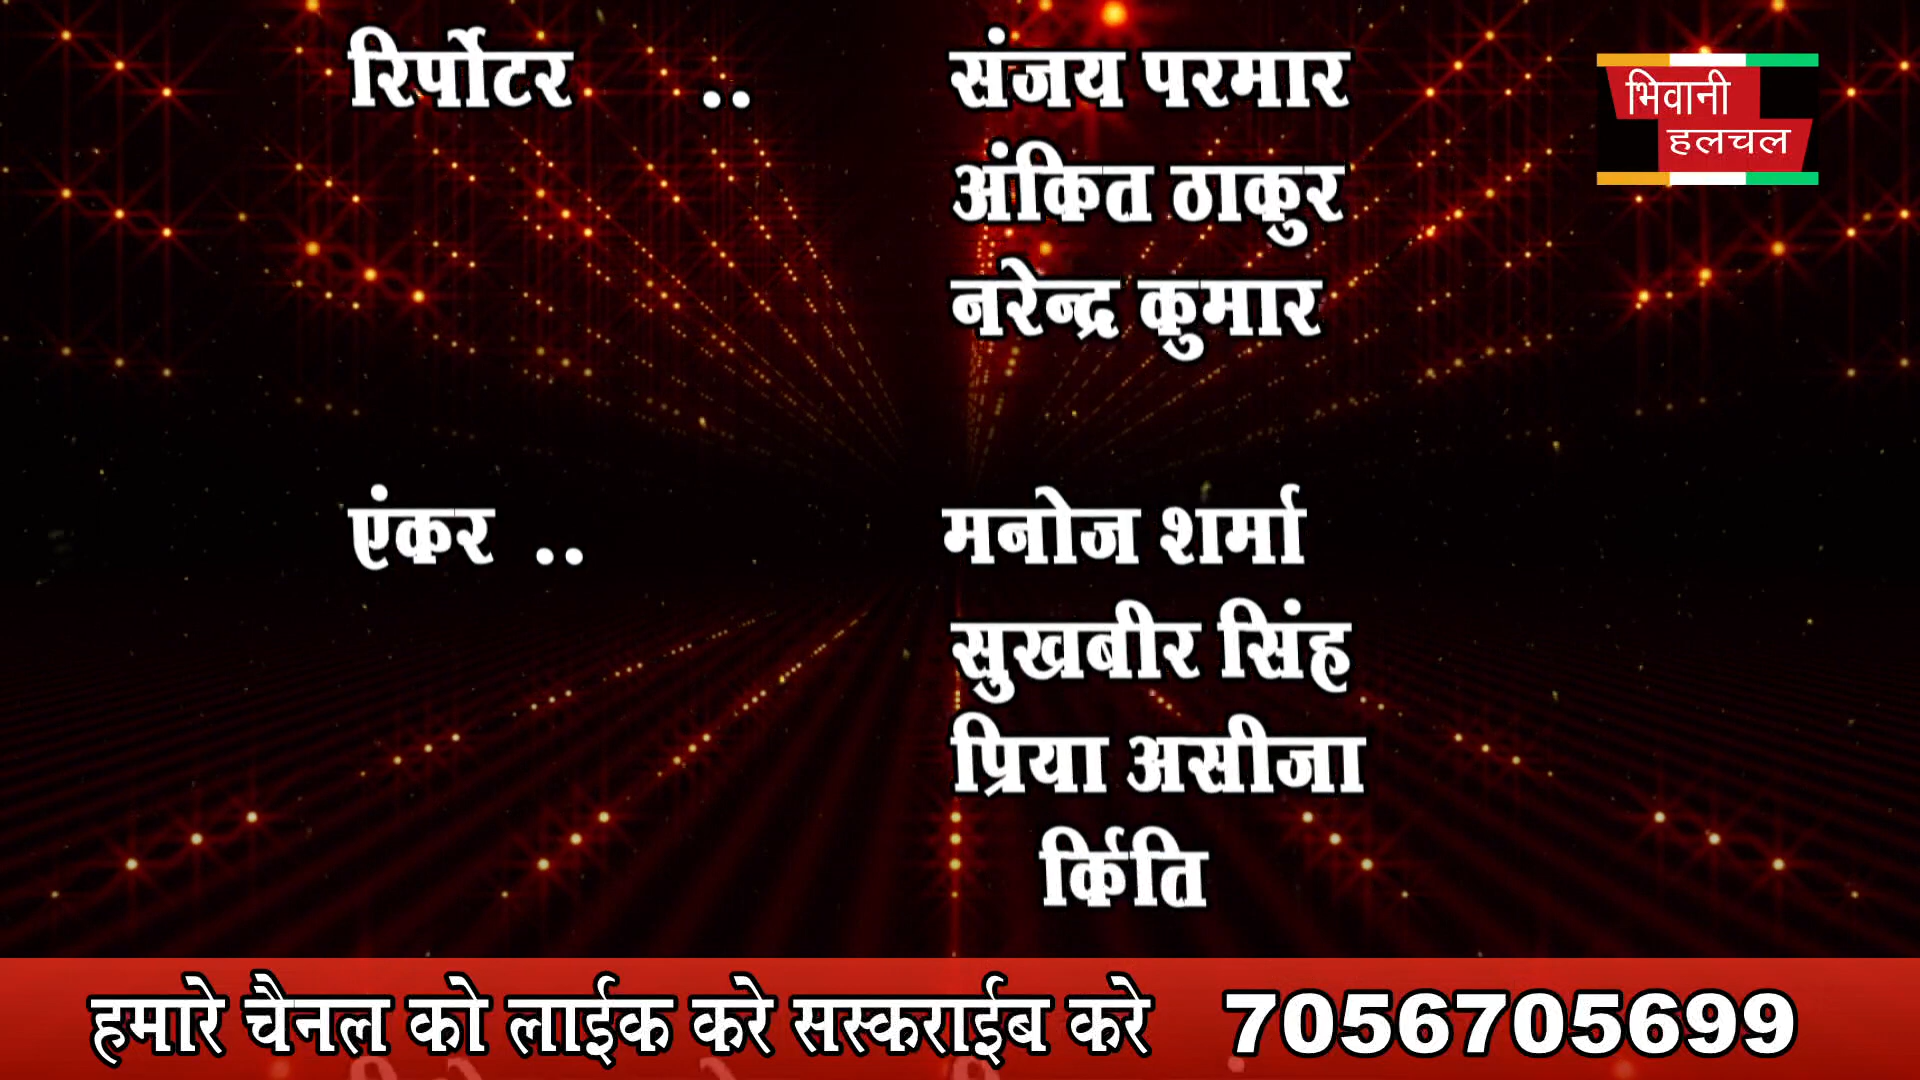 रिर्पोटर .. संजय परमार
भिवानी
हलचल
अंकित ठाकुर
नरेन्द्र कुमार
एंकर .. मनोज शर्मा
सुखबीर सिंह
प्रिया असीजा
र्किति
हमारे चैनल को लाईक करे सस्कराईब करे 7056705699